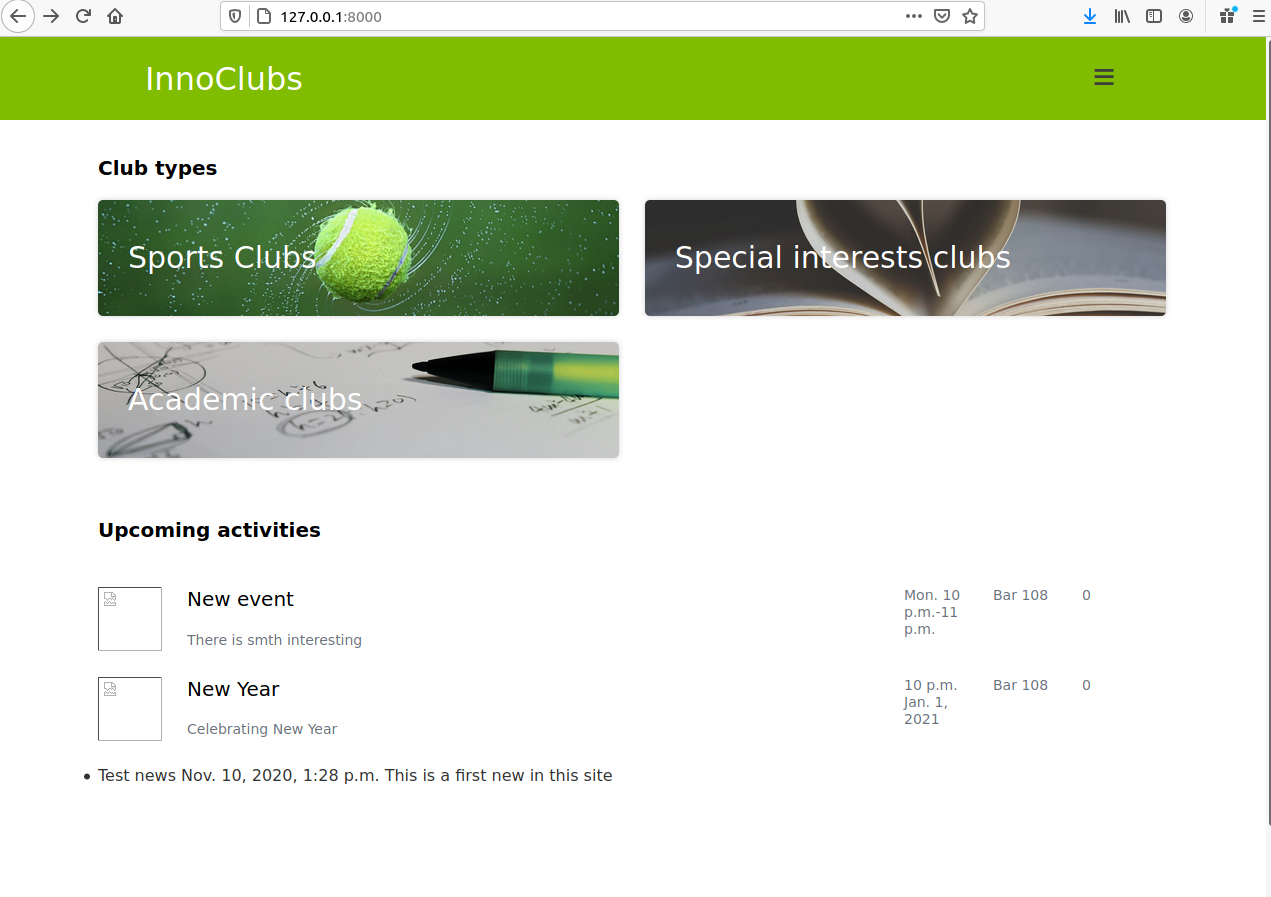 127.0.0.1:8000
InnoClubs
Club types
Sports Clubs
Special interests clubs
Academic clubs
Upcoming activities
New event
There is smth interesting
Mon. 10
p.m.-11
p.m.
Bar 108
0
New Year
Celebrating New Year
10 p.m.
Jan. 1,
2021
Bar 108
0
• Test news Nov. 10, 2020, 1:28 p.m. This is a first new in this site